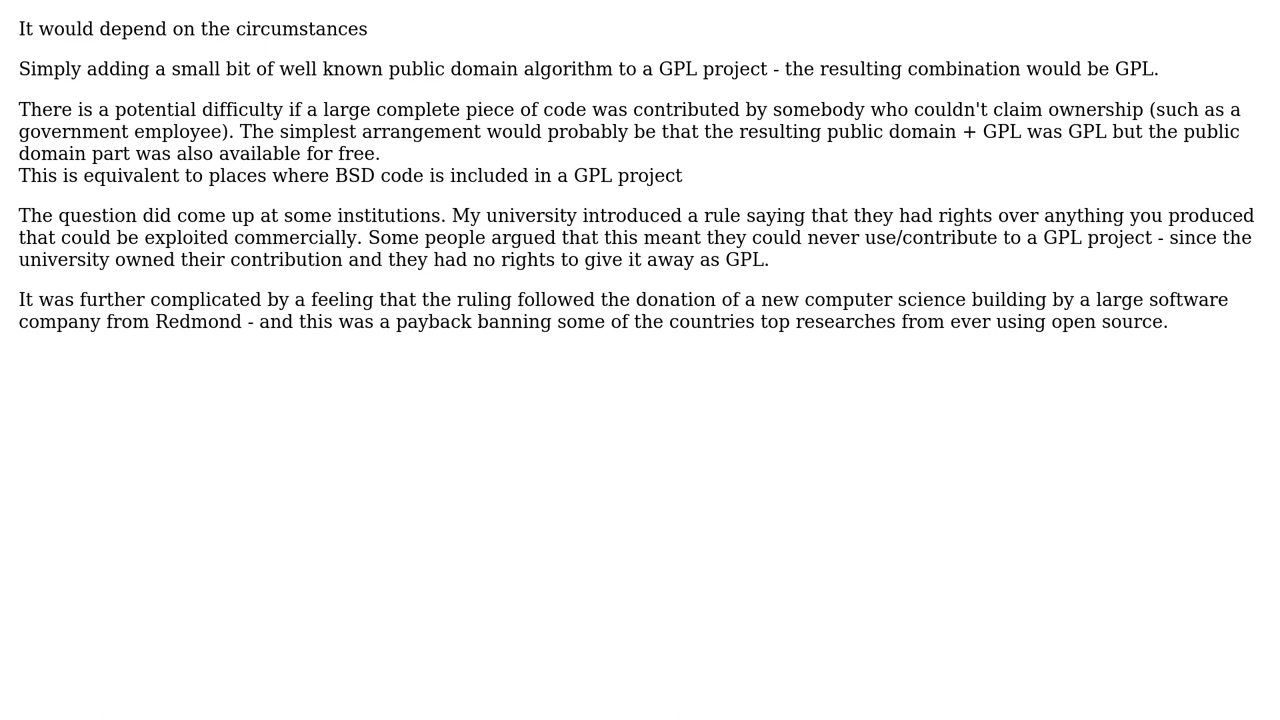 It would depend on the circumstances
Simply adding a small bit of well known public domain algorithm to a GPL project - the resulting combination would be GPL.
There is a potential difficulty if a large complete piece of code was contributed by somebody who couldn't claim ownership (such as a
government employee). The simplest arrangement would probably be that the resulting public domain + GPL was GPL but the public
domain part was also available for free.
This is equivalent to places where BSD code is included in a GPL project
The question did come up at some institutions. My university introduced a rule saying that they had rights over anything you produced
that could be exploited commercially. Some people argued that this meant they could never use/contribute to a GPL project - since the
university owned their contribution and they had no rights to give it away as GPL.
It was further complicated by a feeling that the ruling followed the donation of a new computer science building by a large software
company from Redmond - and this was a payback banning some of the countries top researches from ever using open source.